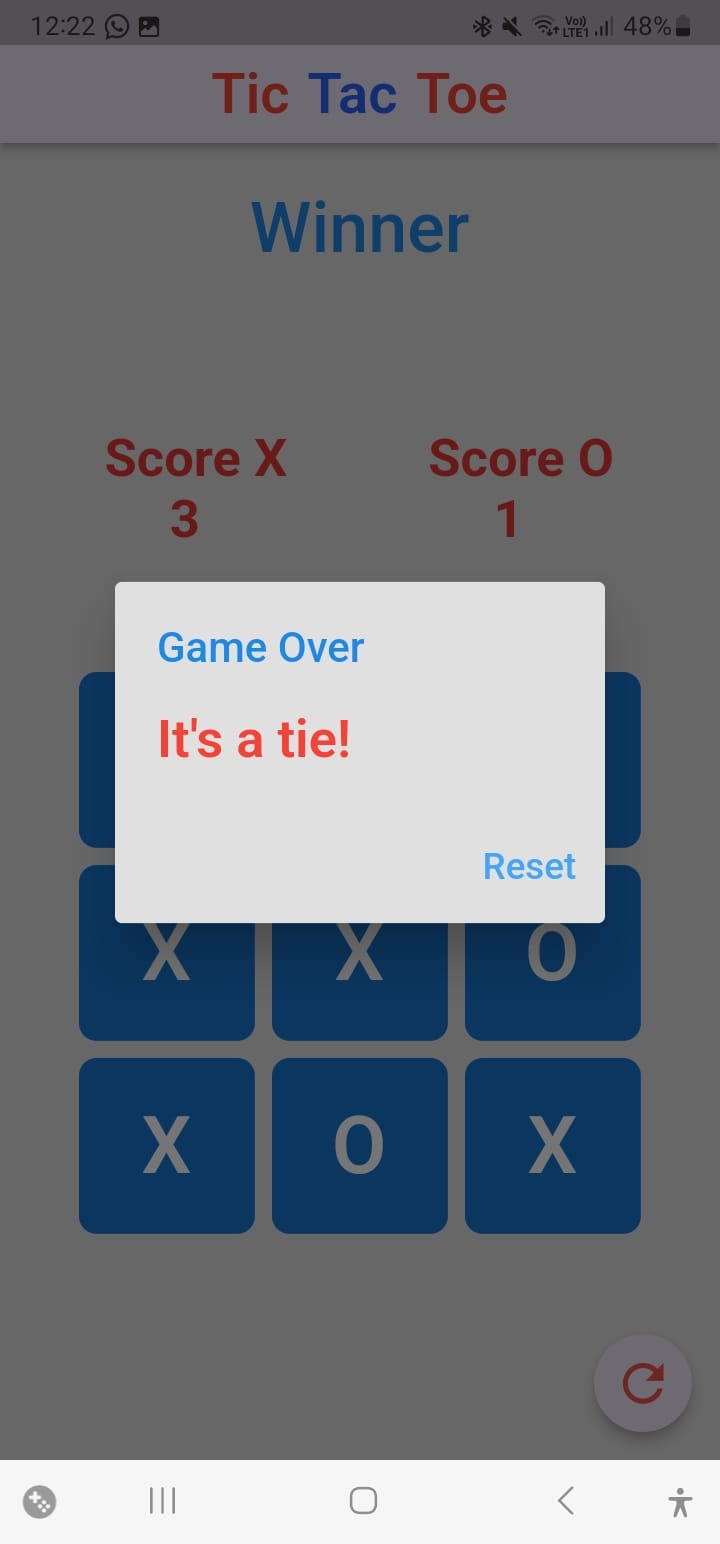 12:22 Vo)) LTE1 48%
Tic Tac Toe
Winner
Score X Score O
3 1
Game Over
It's a tie!
Reset
X X O
X O X